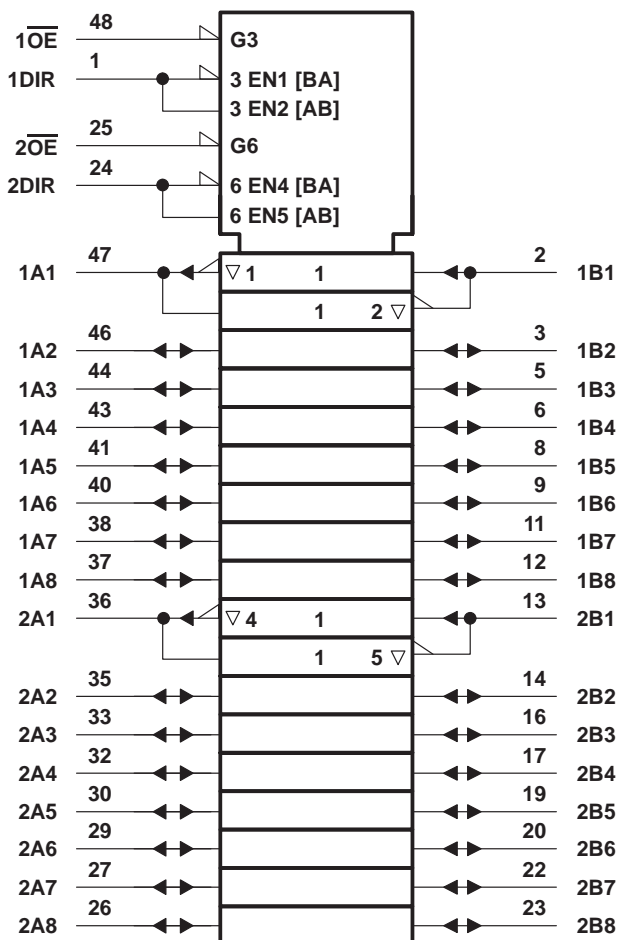 1OE 48 G3
1DIR 1 3 EN1 [BA]
3 EN2 [AB]
2OE 25 G6
2DIR 24 6 EN4 [BA]
6 EN5 [AB]
1A1 47 ▽ 1 1 2 1B1
1 2 ▽
1A2 46 3 1B2
1A3 44 5 1B3
1A4 43 6 1B4
1A5 41 8 1B5
1A6 40 9 1B6
1A7 38 11 1B7
1A8 37 12 1B8
2A1 36 ▽ 4 1 13 2B1
1 5 ▽
2A2 35 14 2B2
2A3 33 16 2B3
2A4 32 17 2B4
2A5 30 19 2B5
2A6 29 20 2B6
2A7 27 22 2B7
2A8 26 23 2B8